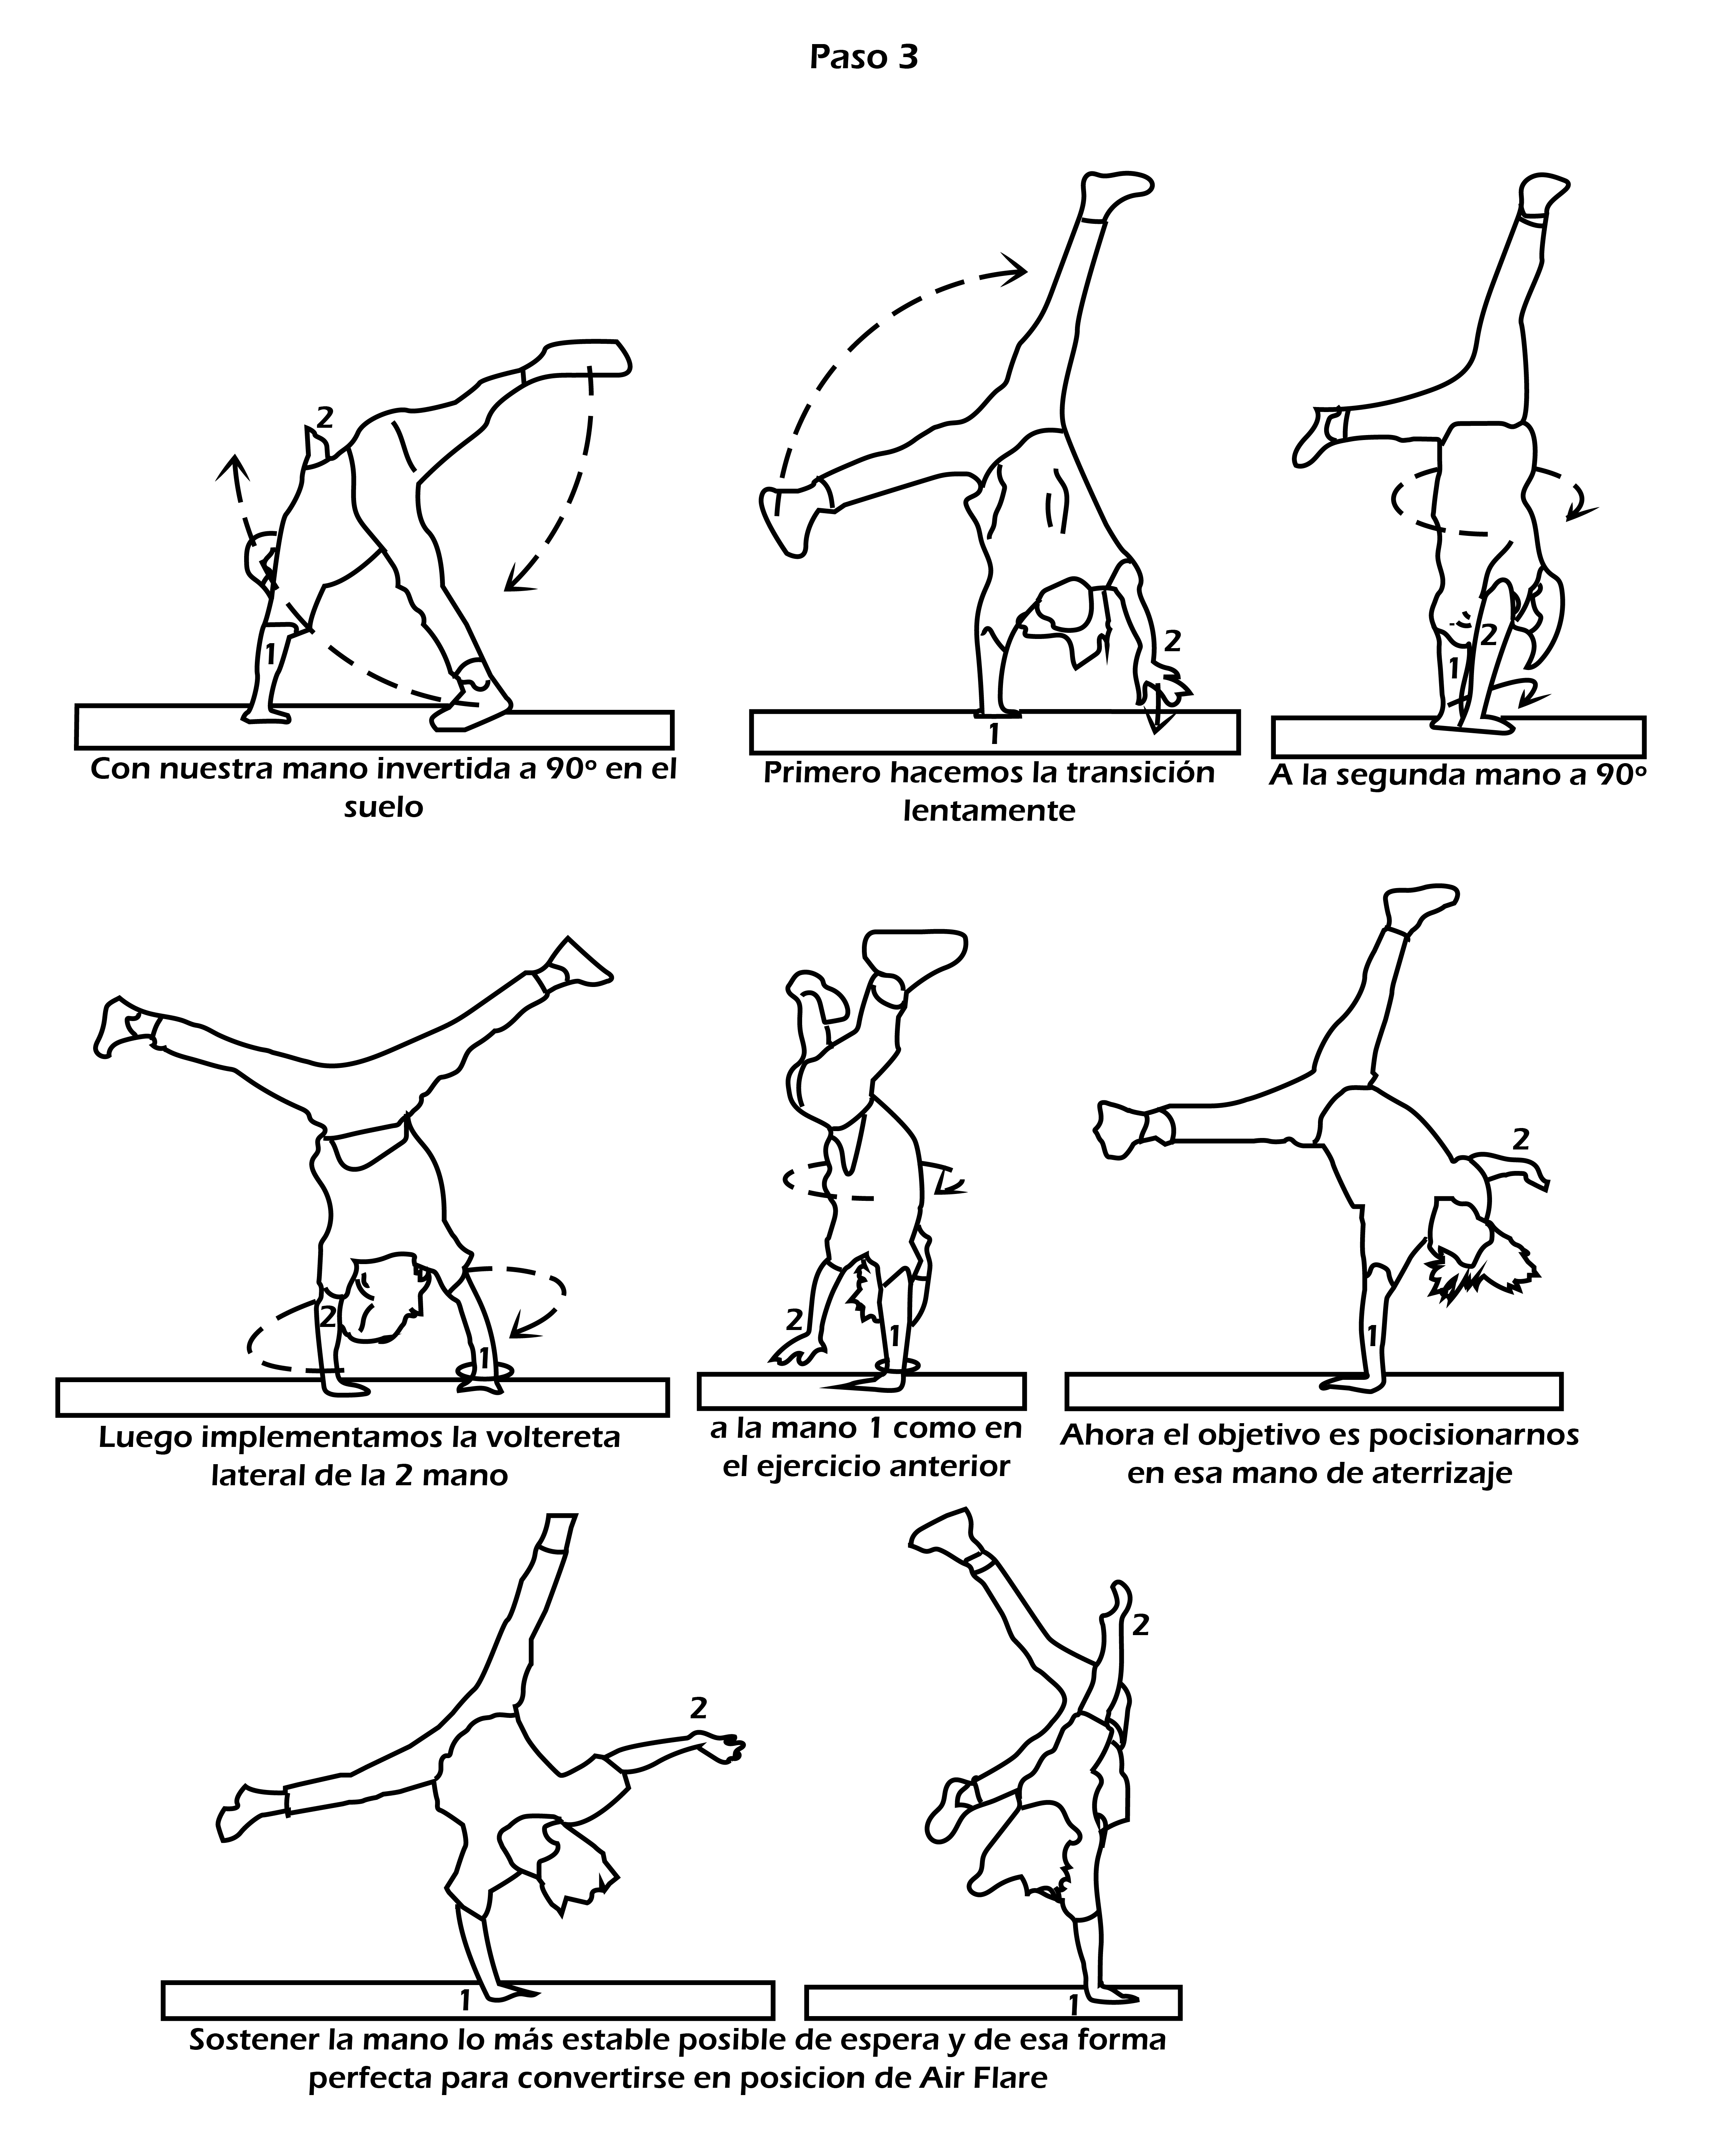 Paso 3
2
1
Con nuestra mano invertida a 90º en el
suelo
2
1
Primero hacemos la transición
lentamente
2
1
A la segunda mano a 90º
2
1
Luego implementamos la voltereta
lateral de la 2 mano
2
1
a la mano 1 como en
el ejercicio anterior
2
1
Ahora el objetivo es pocisionarnos
en esa mano de aterrizaje
2
1
2
1
Sostener la mano lo más estable posible de espera y de esa forma
perfecta para convertirse en posicion de Air Flare